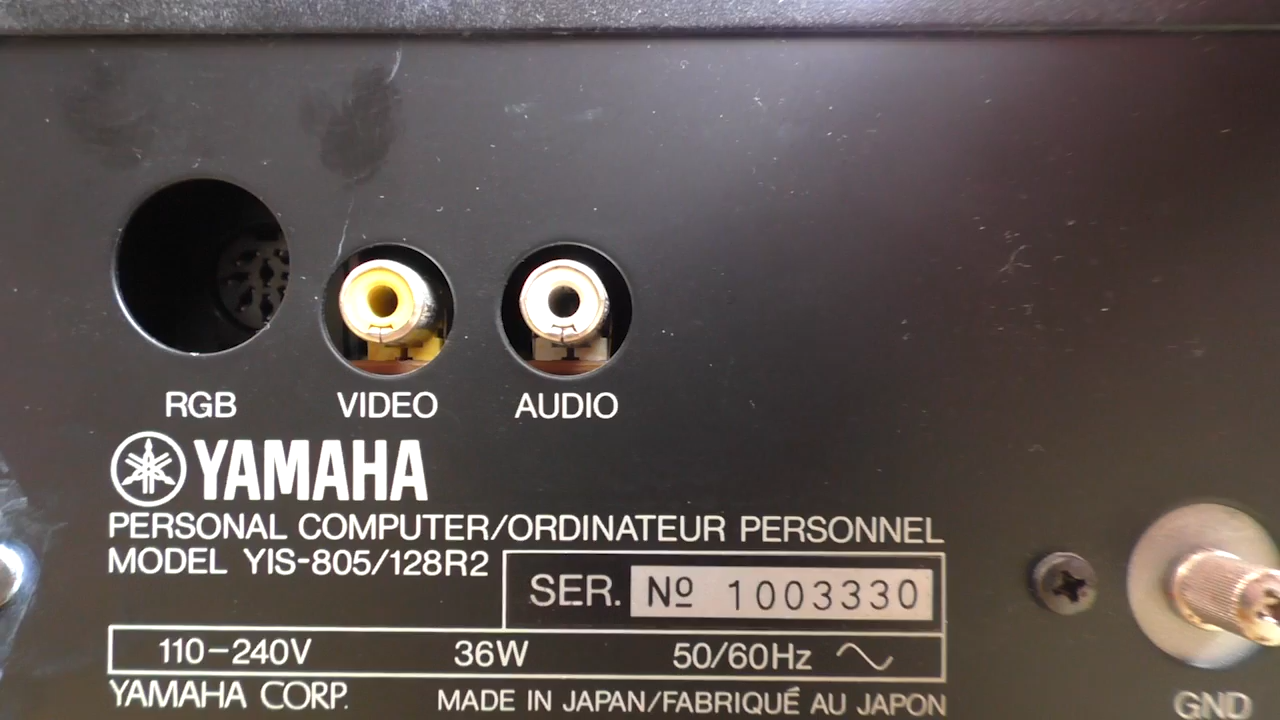 RGB VIDEO AUDIO
YAMAHA
PERSONAL COMPUTER/ORDINATEUR PERSONNEL
MODEL YIS-805/128R2
SER. Nº 1003330
110-240V 36W 50/60Hz
YAMAHA CORP. MADE IN JAPAN/FABRIQUÉ AU JAPON
GND